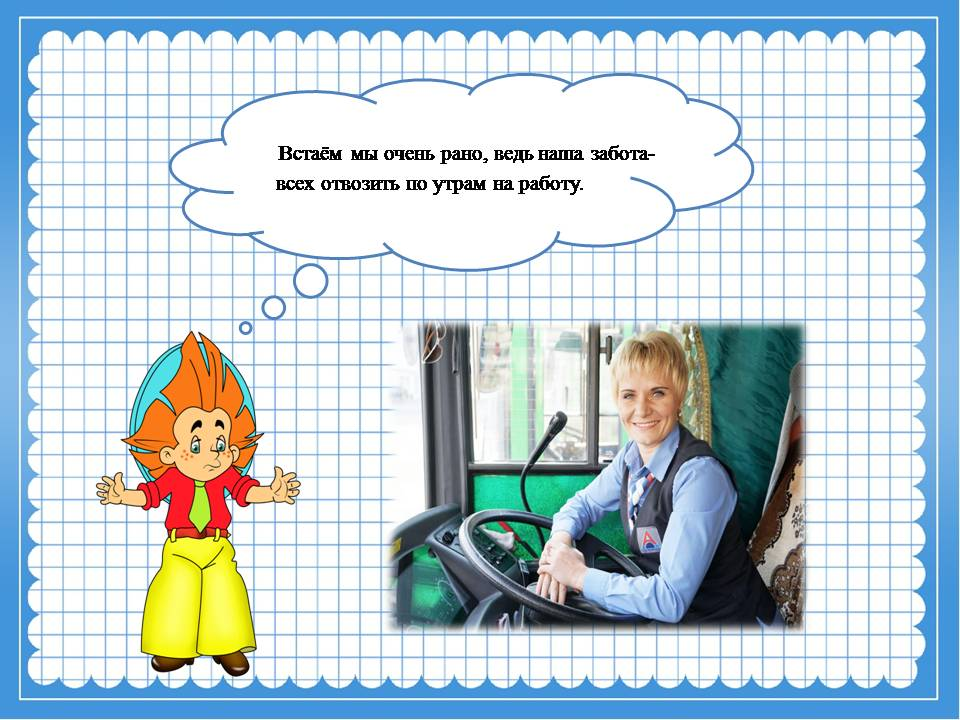 Встаём мы очень рано, ведь наша забота-
всех отвозить по утрам на работу.